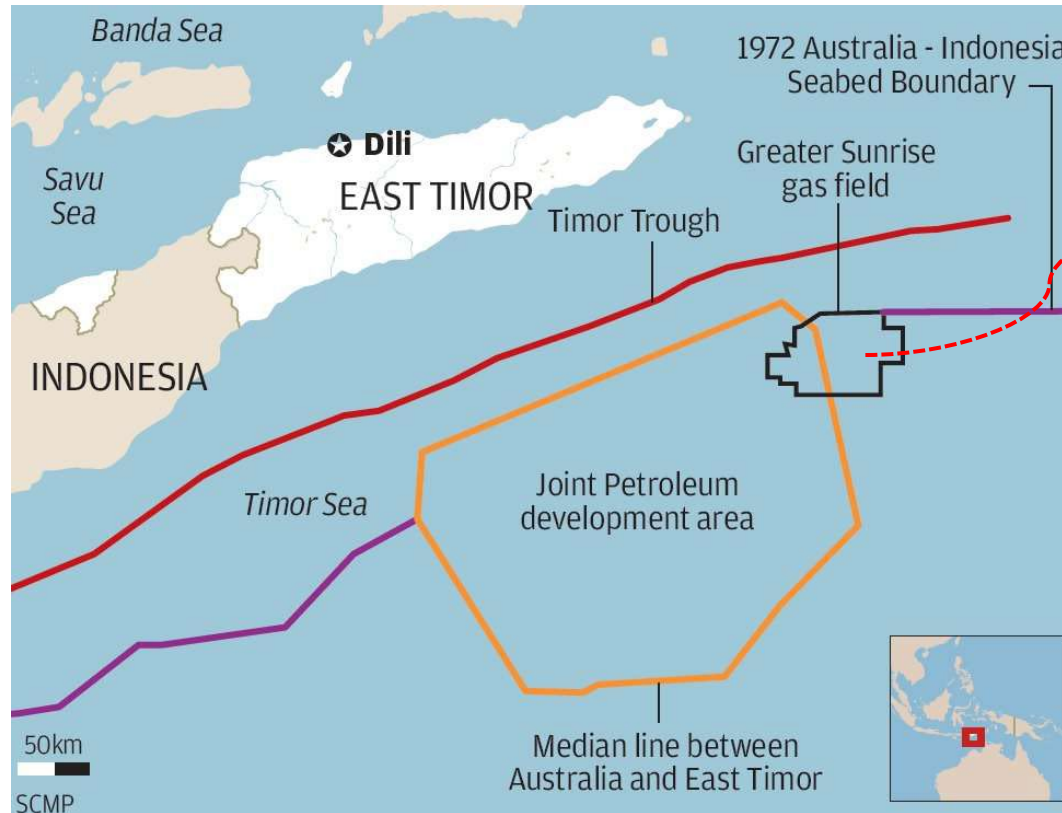 Banda Sea
1972 Australia - Indonesia
Seabed Boundary
Dili
Greater Sunrise
gas field
Savu
Sea
EAST TIMOR
Timor Trough
INDONESIA
Timor Sea
Joint Petroleum
development area
50km
Median line between
Australia and East Timor
SCMP